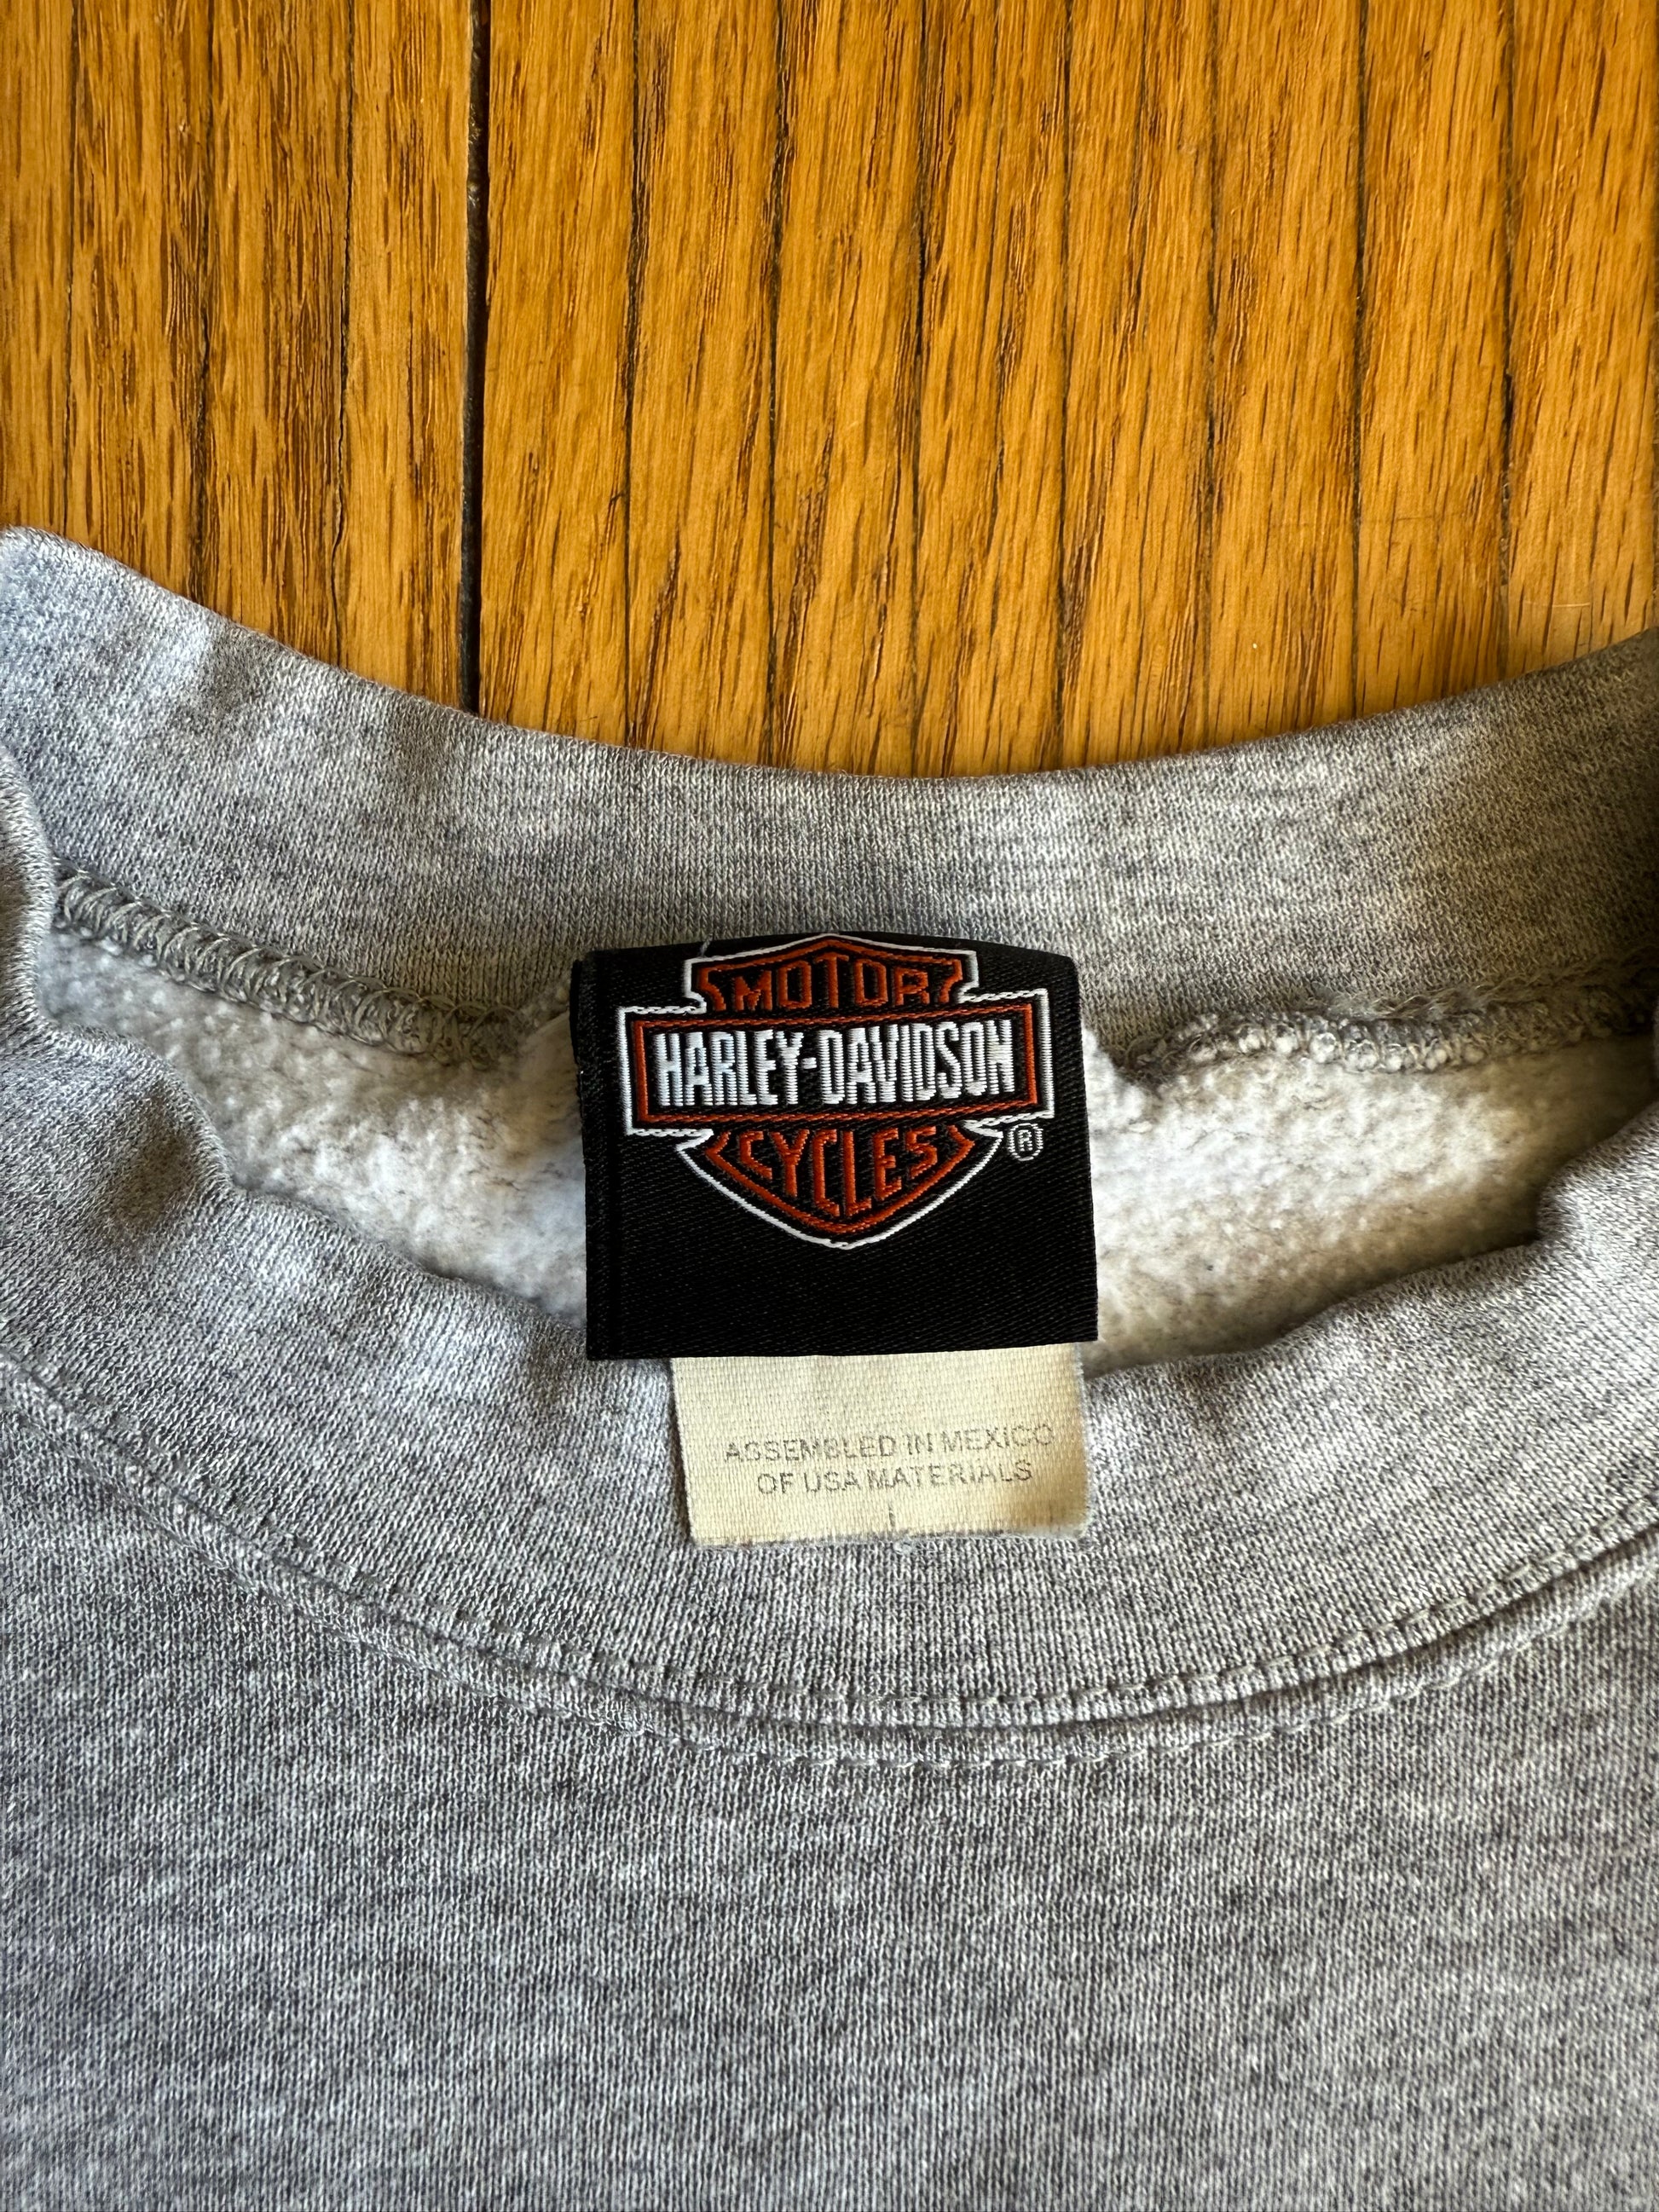 MOTOR
HARLEY-DAVIDSON
CYCLES
®
ASSEMBLED IN MEXICO
OF USA MATERIALS